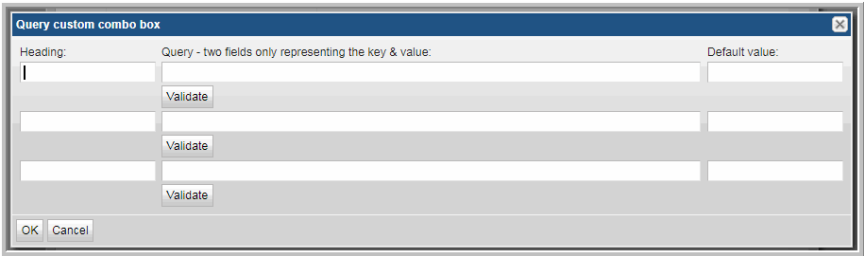 Query custom combo box
Heading: Query - two fields only representing the key & value: Default value:
Validate
Validate
Validate
OK Cancel